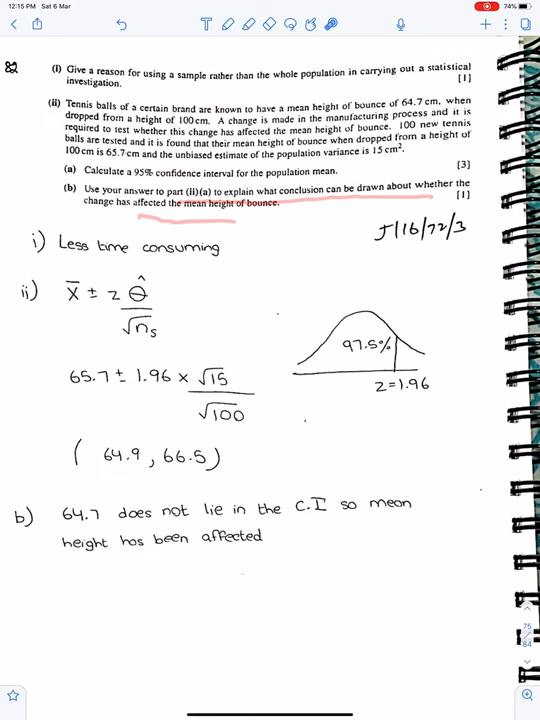 12:15 PM Sat 6 Mar
74%
(i) Give a reason for using a sample rather than the whole population in carrying out a statistical
investigation. [1]
(ii) Tennis balls of a certain brand are known to have a mean height of bounce of 64.7 cm, when
dropped from a height of 100 cm. A change is made in the manufacturing process and it is
required to test whether this change has affected the mean height of bounce. 100 new tennis
balls are tested and it is found that their mean height of bounce when dropped from a height of
100 cm is 65.7 cm and the unbiased estimate of the population variance is 15 cm².
(a) Calculate a 95% confidence interval for the population mean. [3]
(b) Use your answer to part (ii)(a) to explain what conclusion can be drawn about whether the
change has affected the mean height of bounce. [1]
J/16/72/3
i) Less time consuming
ii) x̄ ± z θ̂
√ns
97.5%
z=1.96
65.7 ± 1.96 × √15
√100
( 64.9, 66.5)
b) 64.7 does not lie in the C.I so mean
height has been affected
75
84